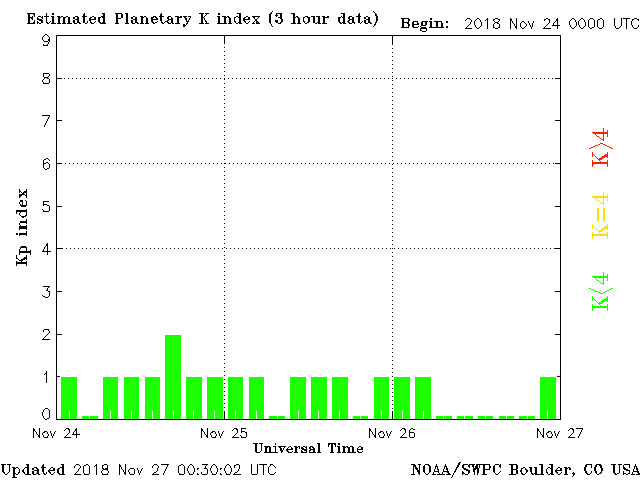 Estimated Planetary K index (3 hour data) Begin: 2018 Nov 24 0000 UTC
9
8
7
6
5
4
3
2
1
0
Kp index
K>4
K=4
K<4
Nov 24 Nov 25 Nov 26 Nov 27
Universal Time
Updated 2018 Nov 27 00:30:02 UTC NOAA/SWPC Boulder, CO USA